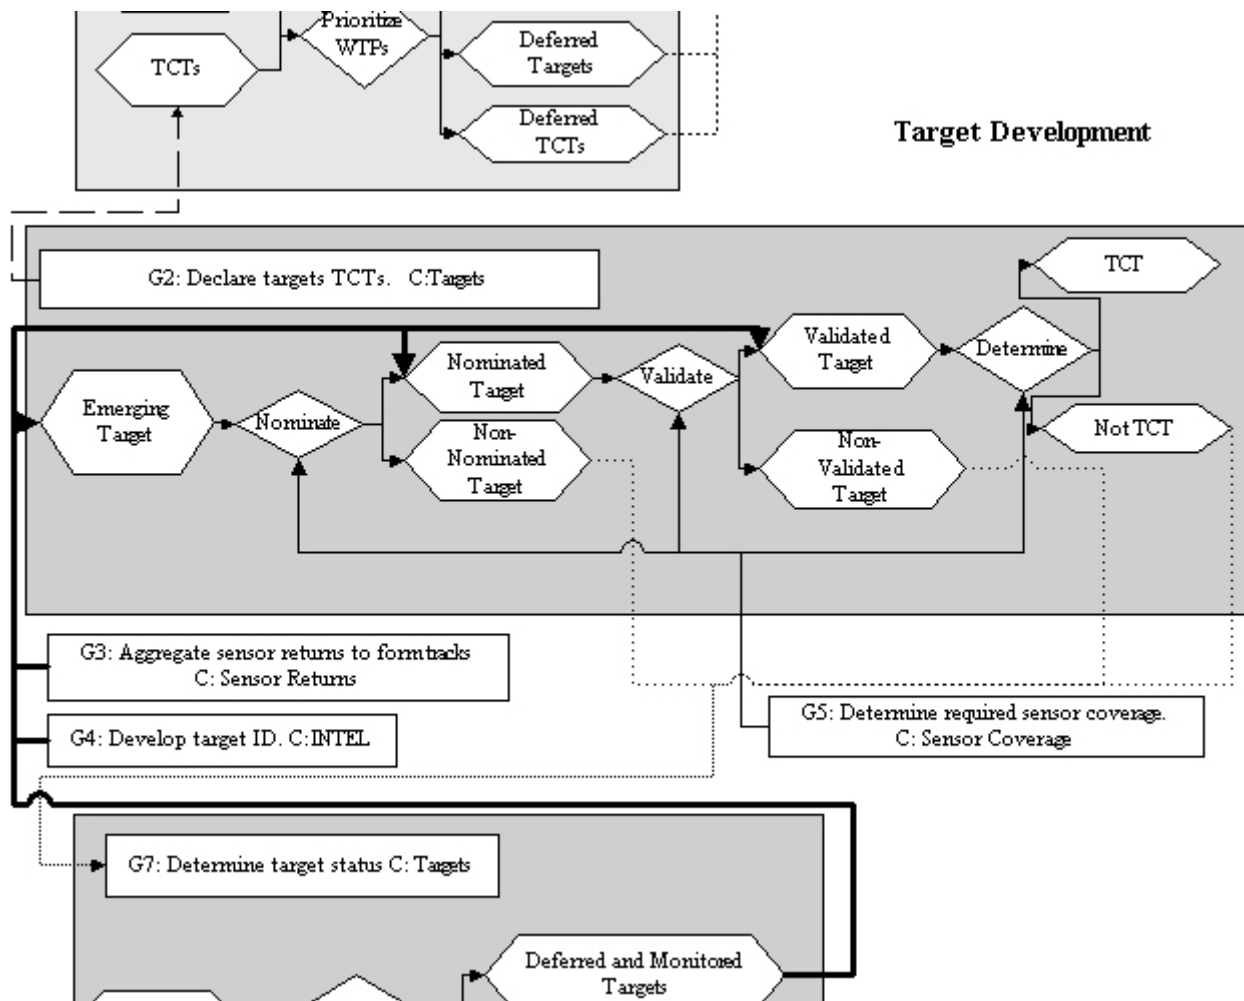 Prioritize
WTPs
TCTs
Deferred
Targets
Deferred
TCTs
Target Development
G2: Declare targets TCTs. C:Targets
TCT
Emerging
Target
Nominate
Nominated
Target
Non-
Nominated
Target
Validate
Validated
Target
Non-
Validated
Target
Determine
Not TCT
G3: Aggregate sensor returns to form tracks
C: Sensor Returns
G4: Develop target ID. C:INTEL
G5: Determine required sensor coverage.
C: Sensor Coverage
G7: Determine target status C: Targets
Deferred and Monitored
Targets